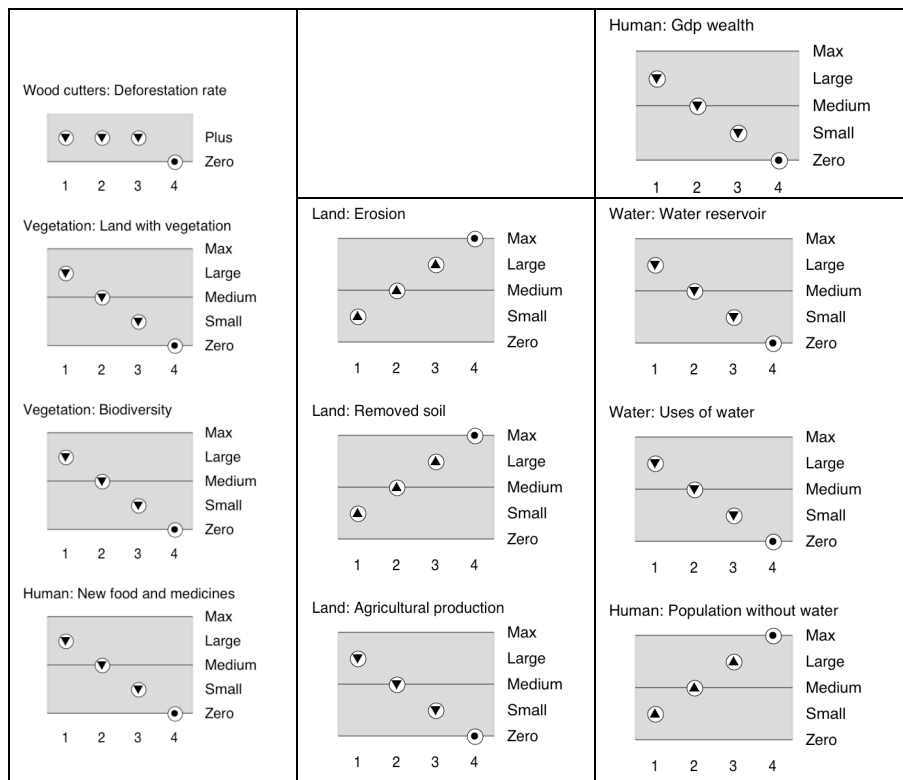 Wood cutters: Deforestation rate
Plus
Zero
1 2 3 4
Vegetation: Land with vegetation
Max
Large
Medium
Small
Zero
1 2 3 4
Vegetation: Biodiversity
Max
Large
Medium
Small
Zero
1 2 3 4
Human: New food and medicines
Max
Large
Medium
Small
Zero
1 2 3 4
Land: Erosion
Max
Large
Medium
Small
Zero
1 2 3 4
Land: Removed soil
Max
Large
Medium
Small
Zero
1 2 3 4
Land: Agricultural production
Max
Large
Medium
Small
Zero
1 2 3 4
Human: Gdp wealth
Max
Large
Medium
Small
Zero
1 2 3 4
Water: Water reservoir
Max
Large
Medium
Small
Zero
1 2 3 4
Water: Uses of water
Max
Large
Medium
Small
Zero
1 2 3 4
Human: Population without water
Max
Large
Medium
Small
Zero
1 2 3 4